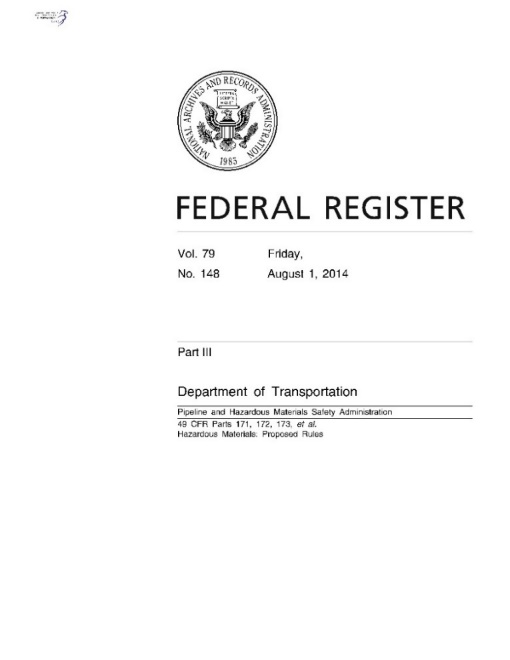 NATIONAL ARCHIVES AND RECORDS ADMINISTRATION
1985
FEDERAL REGISTER
Vol. 79 Friday,
No. 148 August 1, 2014
Part III
Department of Transportation
Pipeline and Hazardous Materials Safety Administration
49 CFR Parts 171, 172, 173, et al.
Hazardous Materials: Proposed Rules